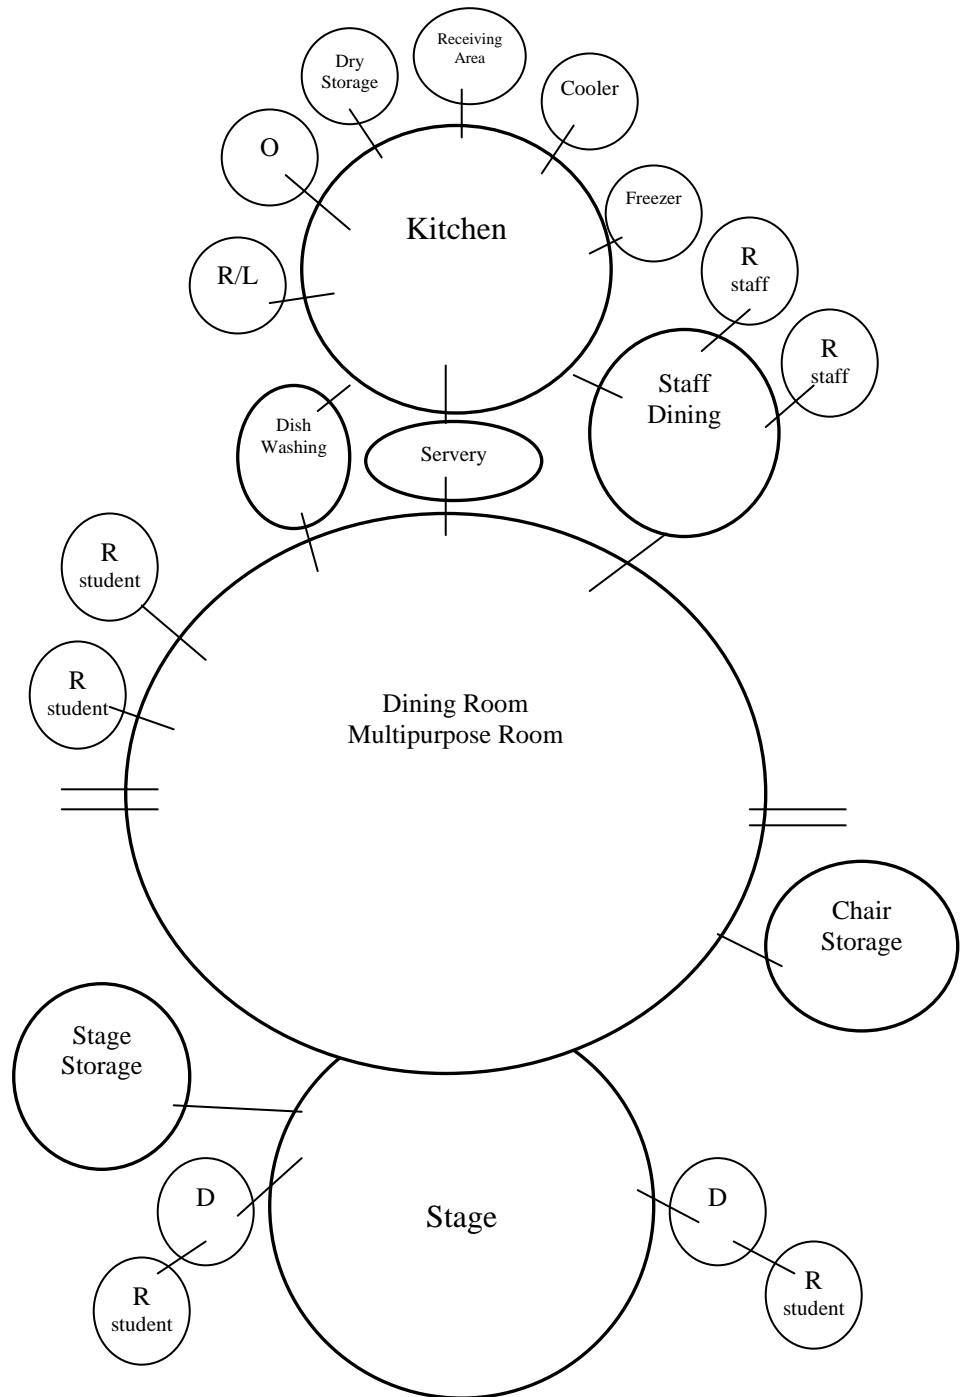 Receiving
Area
Dry
Storage
Cooler
O
Freezer
Kitchen
R
staff
R/L
R
staff
Staff
Dining
Dish
Washing
Servery
R
student
R
student
Dining Room
Multipurpose Room
Chair
Storage
Stage
Storage
D
Stage
D
R
student
R
student